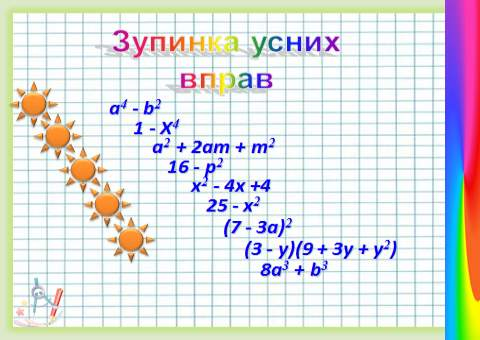 Зупинка усних
вправ
a⁴ - b²
1 - X⁴
a² + 2am + m²
16 - p²
x² - 4x +4
25 - x²
(7 - 3a)²
(3 - y)(9 + 3y + y²)
8a³ + b³